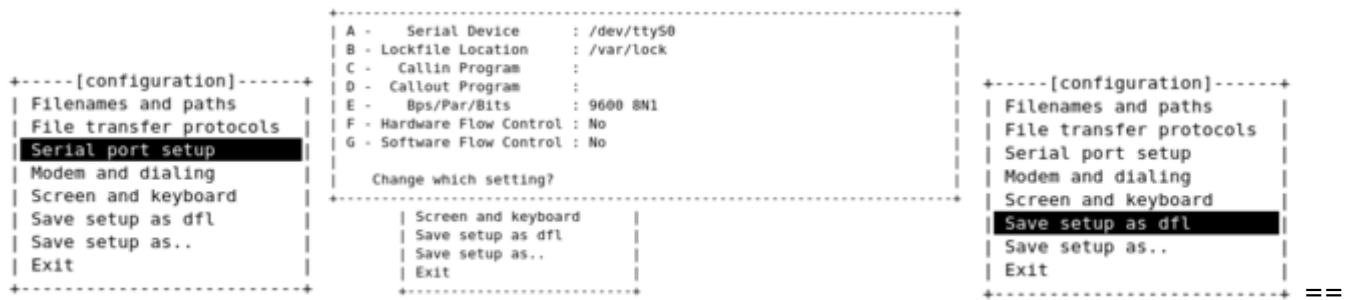 +-----[configuration]------+
| Filenames and paths |
| File transfer protocols |
| Serial port setup |
| Modem and dialing |
| Screen and keyboard |
| Save setup as dfl |
| Save setup as.. |
| Exit |
+--------------------------+
| A - Serial Device : /dev/ttyS0
| B - Lockfile Location : /var/lock
| C - Callin Program :
| D - Callout Program :
| E - Bps/Par/Bits : 9600 8N1
| F - Hardware Flow Control : No
| G - Software Flow Control : No
| Change which setting?
| Screen and keyboard |
| Save setup as dfl |
| Save setup as.. |
| Exit |
+-----[configuration]------+
| Filenames and paths |
| File transfer protocols |
| Serial port setup |
| Modem and dialing |
| Screen and keyboard |
| Save setup as dfl |
| Save setup as.. |
| Exit |
+--------------------------+ ==